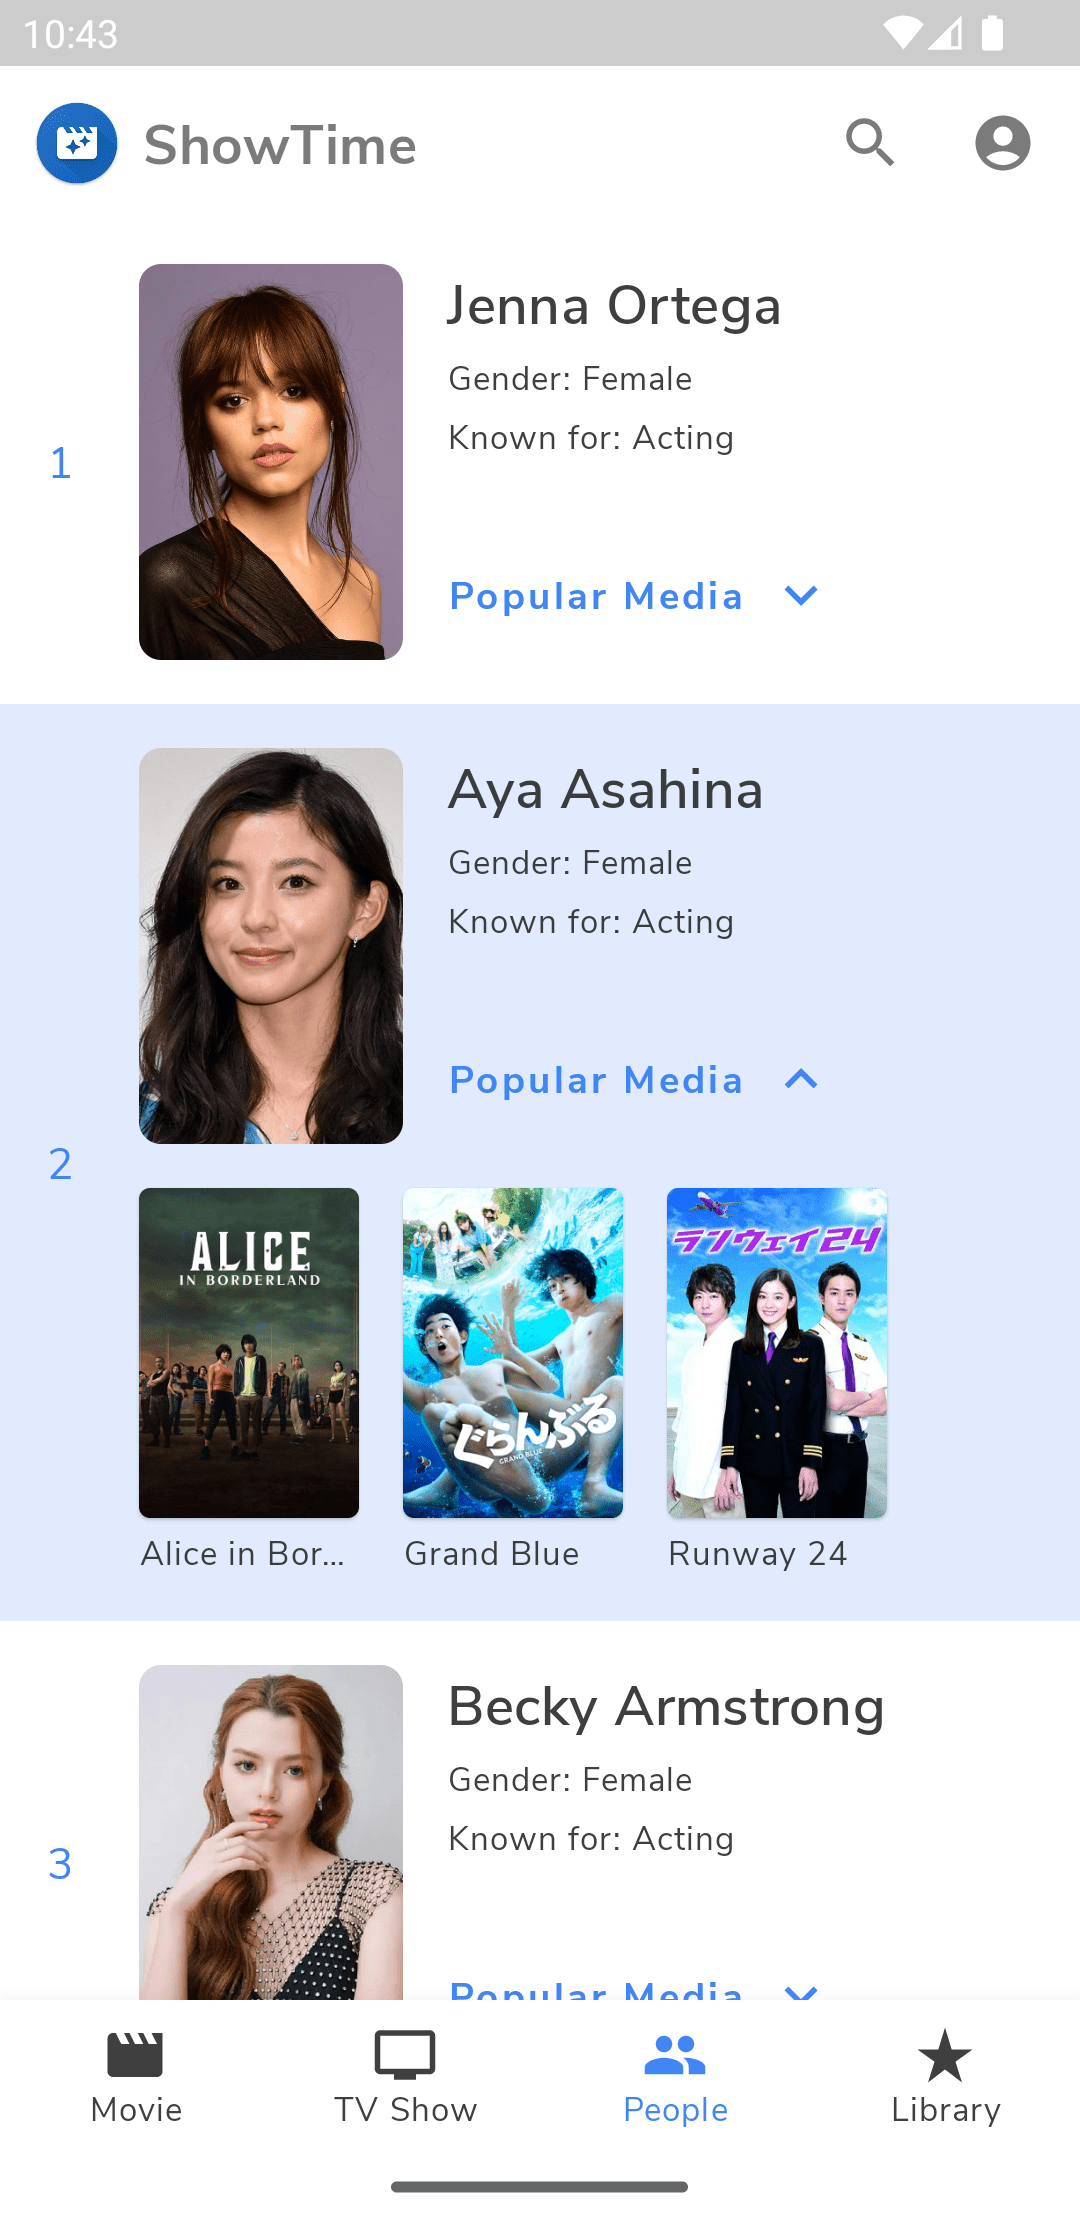 10:43
ShowTime
1
Jenna Ortega
Gender: Female
Known for: Acting
Popular Media
2
Aya Asahina
Gender: Female
Known for: Acting
Popular Media
ALICE
IN BORDERLAND
ぐらんぶる
GRAND BLUE
ランウェイ24
Alice in Bor...
Grand Blue
Runway 24
3
Becky Armstrong
Gender: Female
Known for: Acting
Popular Media
Movie
TV Show
People
Library